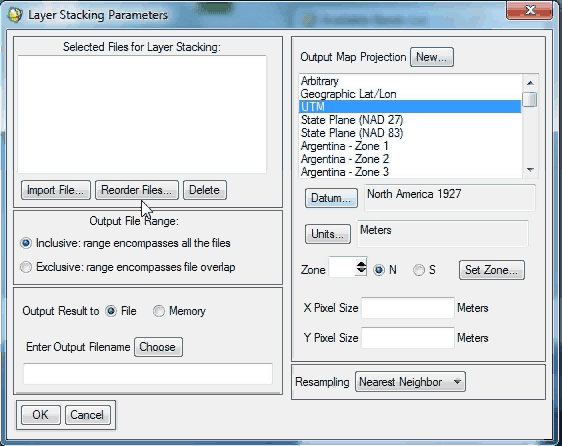 Layer Stacking Parameters
Selected Files for Layer Stacking:
Import File...
Reorder Files...
Delete
Output File Range:
Inclusive: range encompasses all the files
Exclusive: range encompasses file overlap
Output Result to File Memory
Enter Output Filename Choose
OK
Cancel
Output Map Projection New...
Arbitrary
Geographic Lat/Lon
UTM
State Plane (NAD 27)
State Plane (NAD 83)
Argentina - Zone 1
Argentina - Zone 2
Argentina - Zone 3
Datum... North America 1927
Units... Meters
Zone N S Set Zone...
X Pixel Size Meters
Y Pixel Size Meters
Resampling Nearest Neighbor